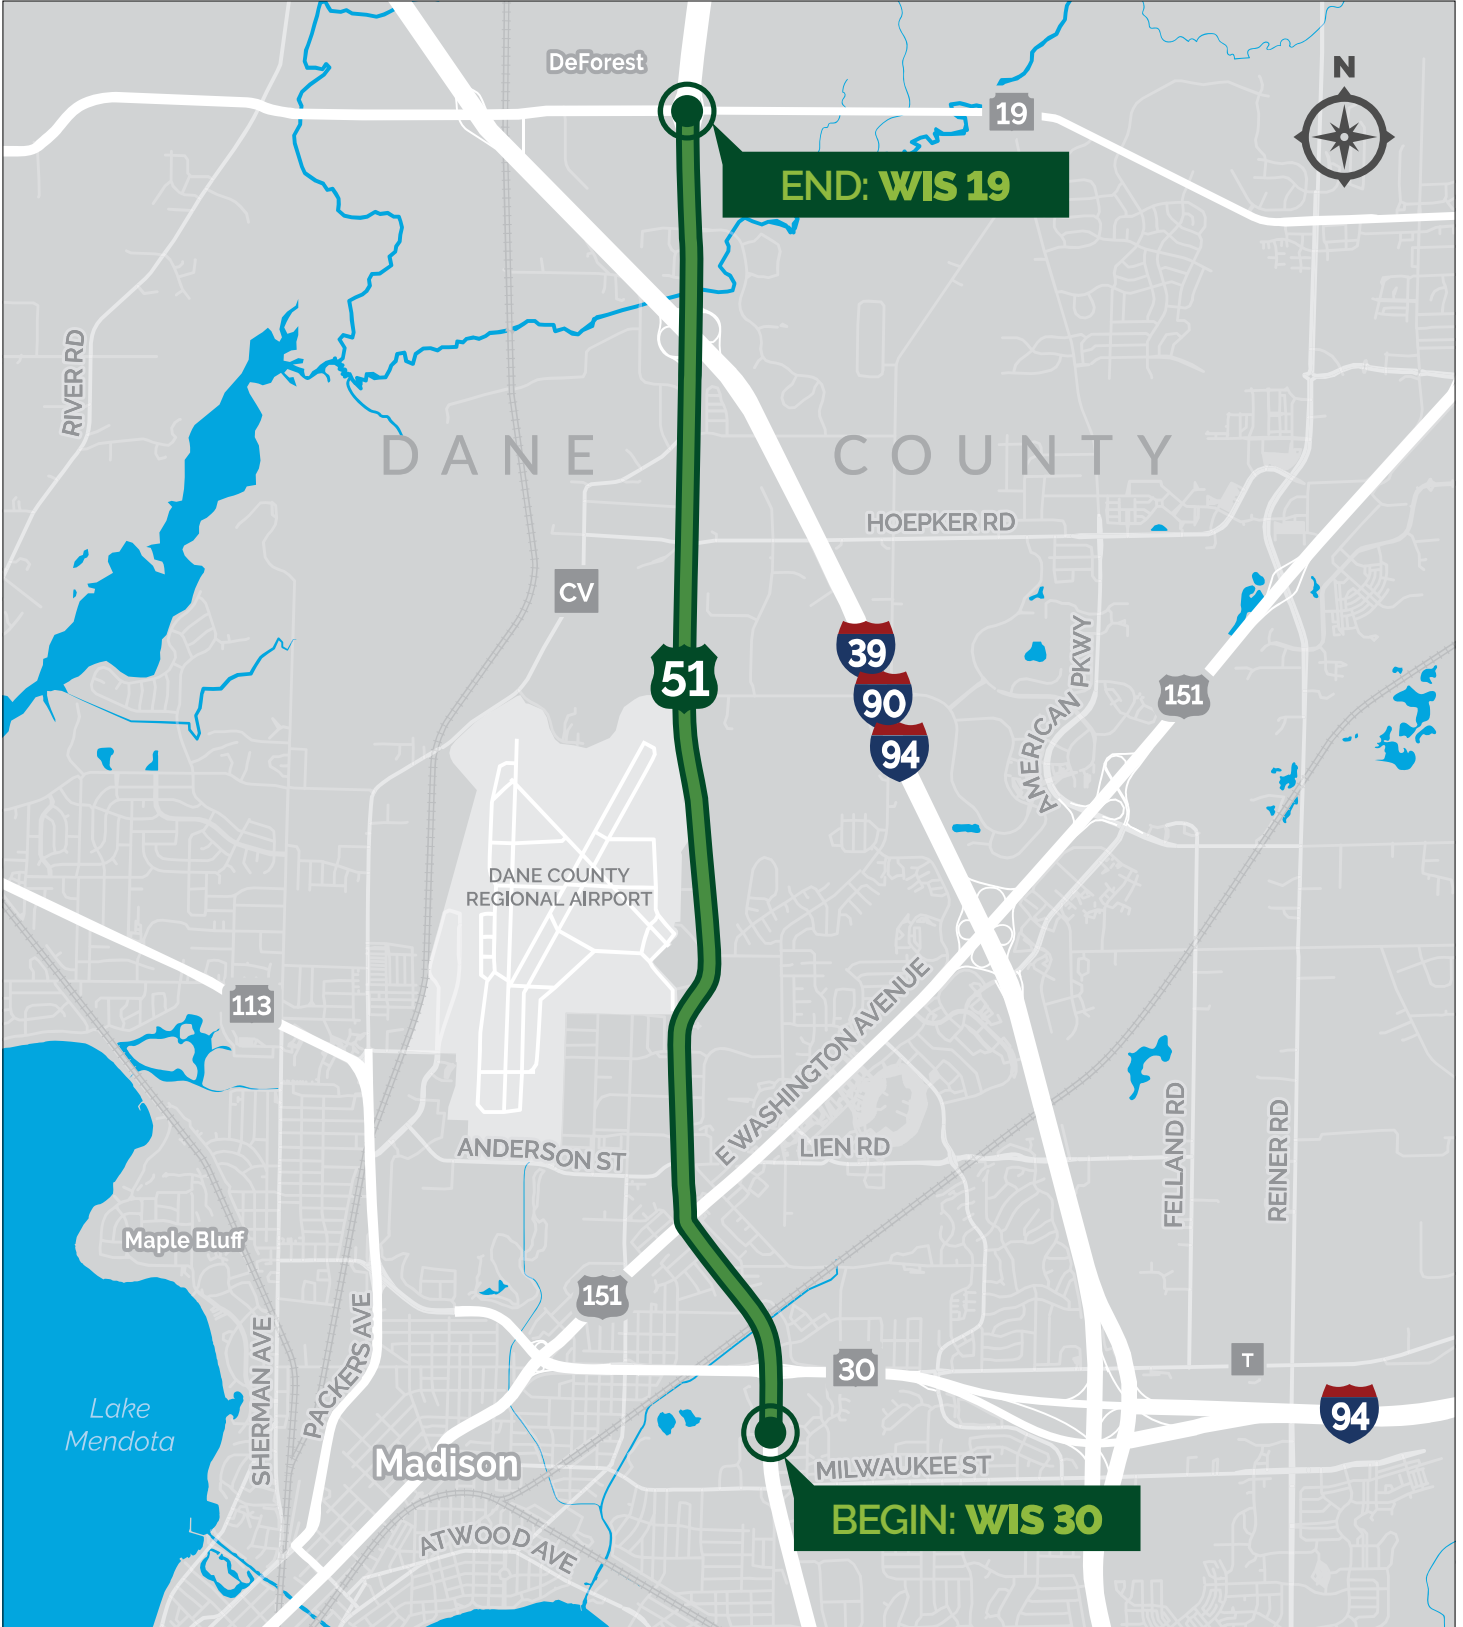 DeForest
N
19
END: WIS 19
RIVER RD
DANE COUNTY
HOEPKER RD
CV
51
39
90
94
AMERICAN PKWY
151
DANE COUNTY
REGIONAL AIRPORT
113
E WASHINGTON AVENUE
ANDERSON ST
LIEN RD
FELLAND RD
REINER RD
Maple Bluff
151
SHERMAN AVE
PACKERS AVE
30
T
94
Lake
Mendota
Madison
MILWAUKEE ST
BEGIN: WIS 30
ATWOOD AVE